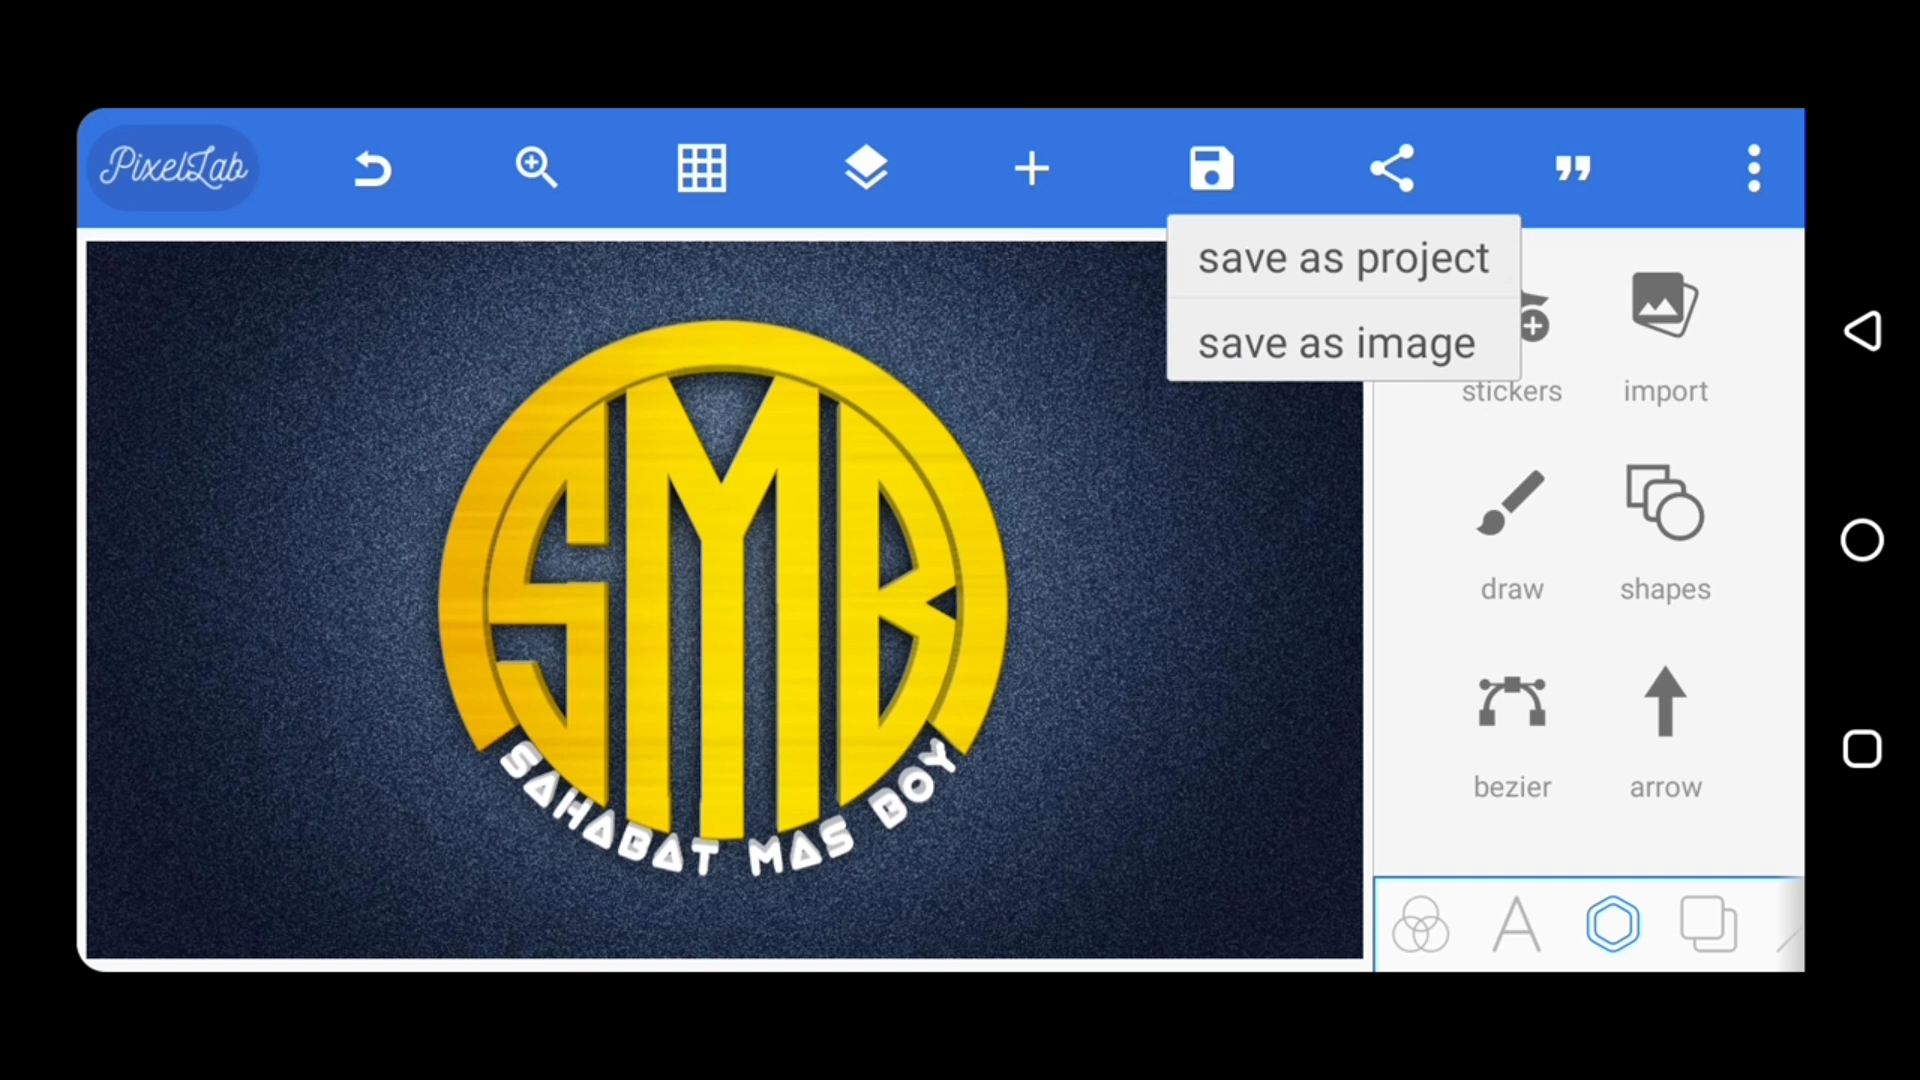 PixelLab
save as project
save as image
stickers
import
draw
shapes
bezier
arrow
SMB
SAHABAT MAS BOY